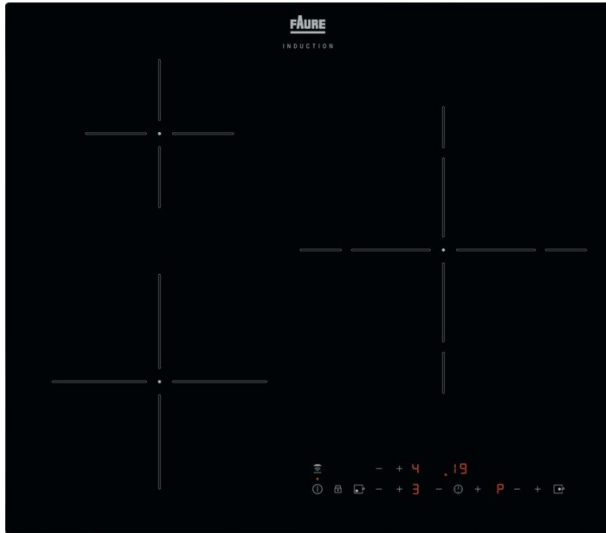 FAURE
INDUCTION
- + 4 .19
- + 3 - + P - +